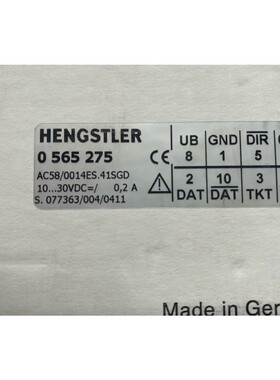 HENGSTLER
0 565 275
AC58/0014ES.41SGD
10...30VDC=/ 0,2 A
S. 077363/004/0411
CE
UB GND DIR
8 1 5
2 10 3
DAT DAT TKT
Made in Ger